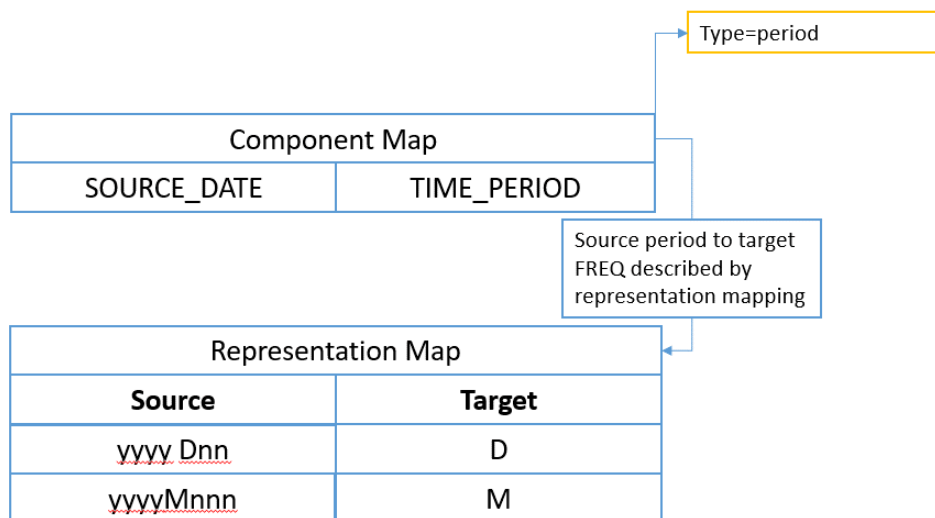 Type=period
Component Map
SOURCE_DATE TIME_PERIOD
Source period to target
FREQ described by
representation mapping
Representation Map
Source Target
yyyy Dnn D
yyyyMnnn M